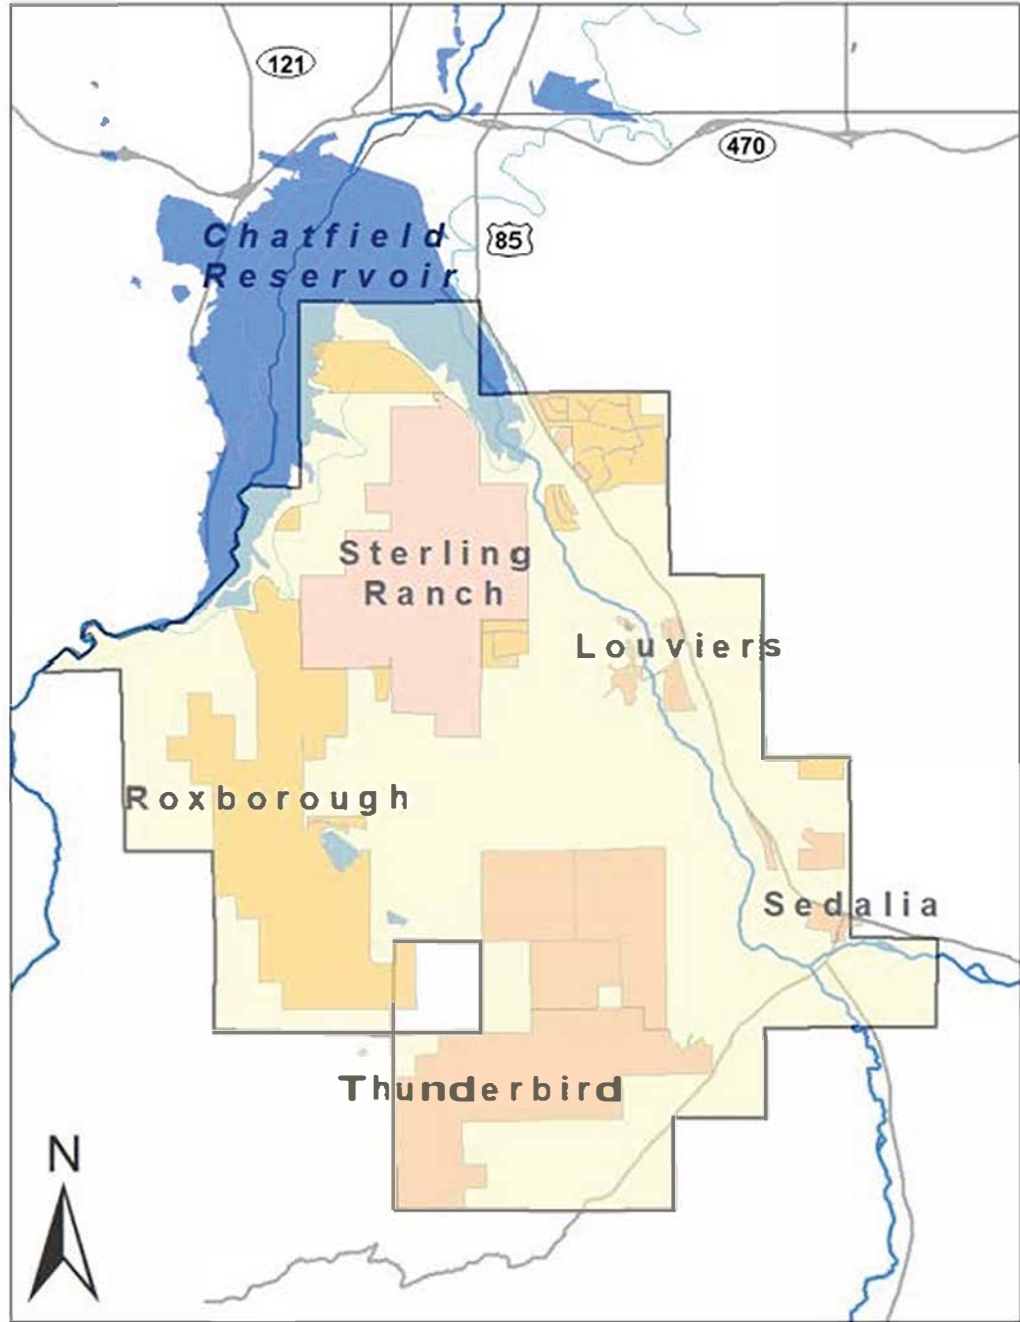 121
470
85
Chatfield
Reservoir
Sterling
Ranch
Louviers
Roxborough
Sedalia
Thunderbird
N